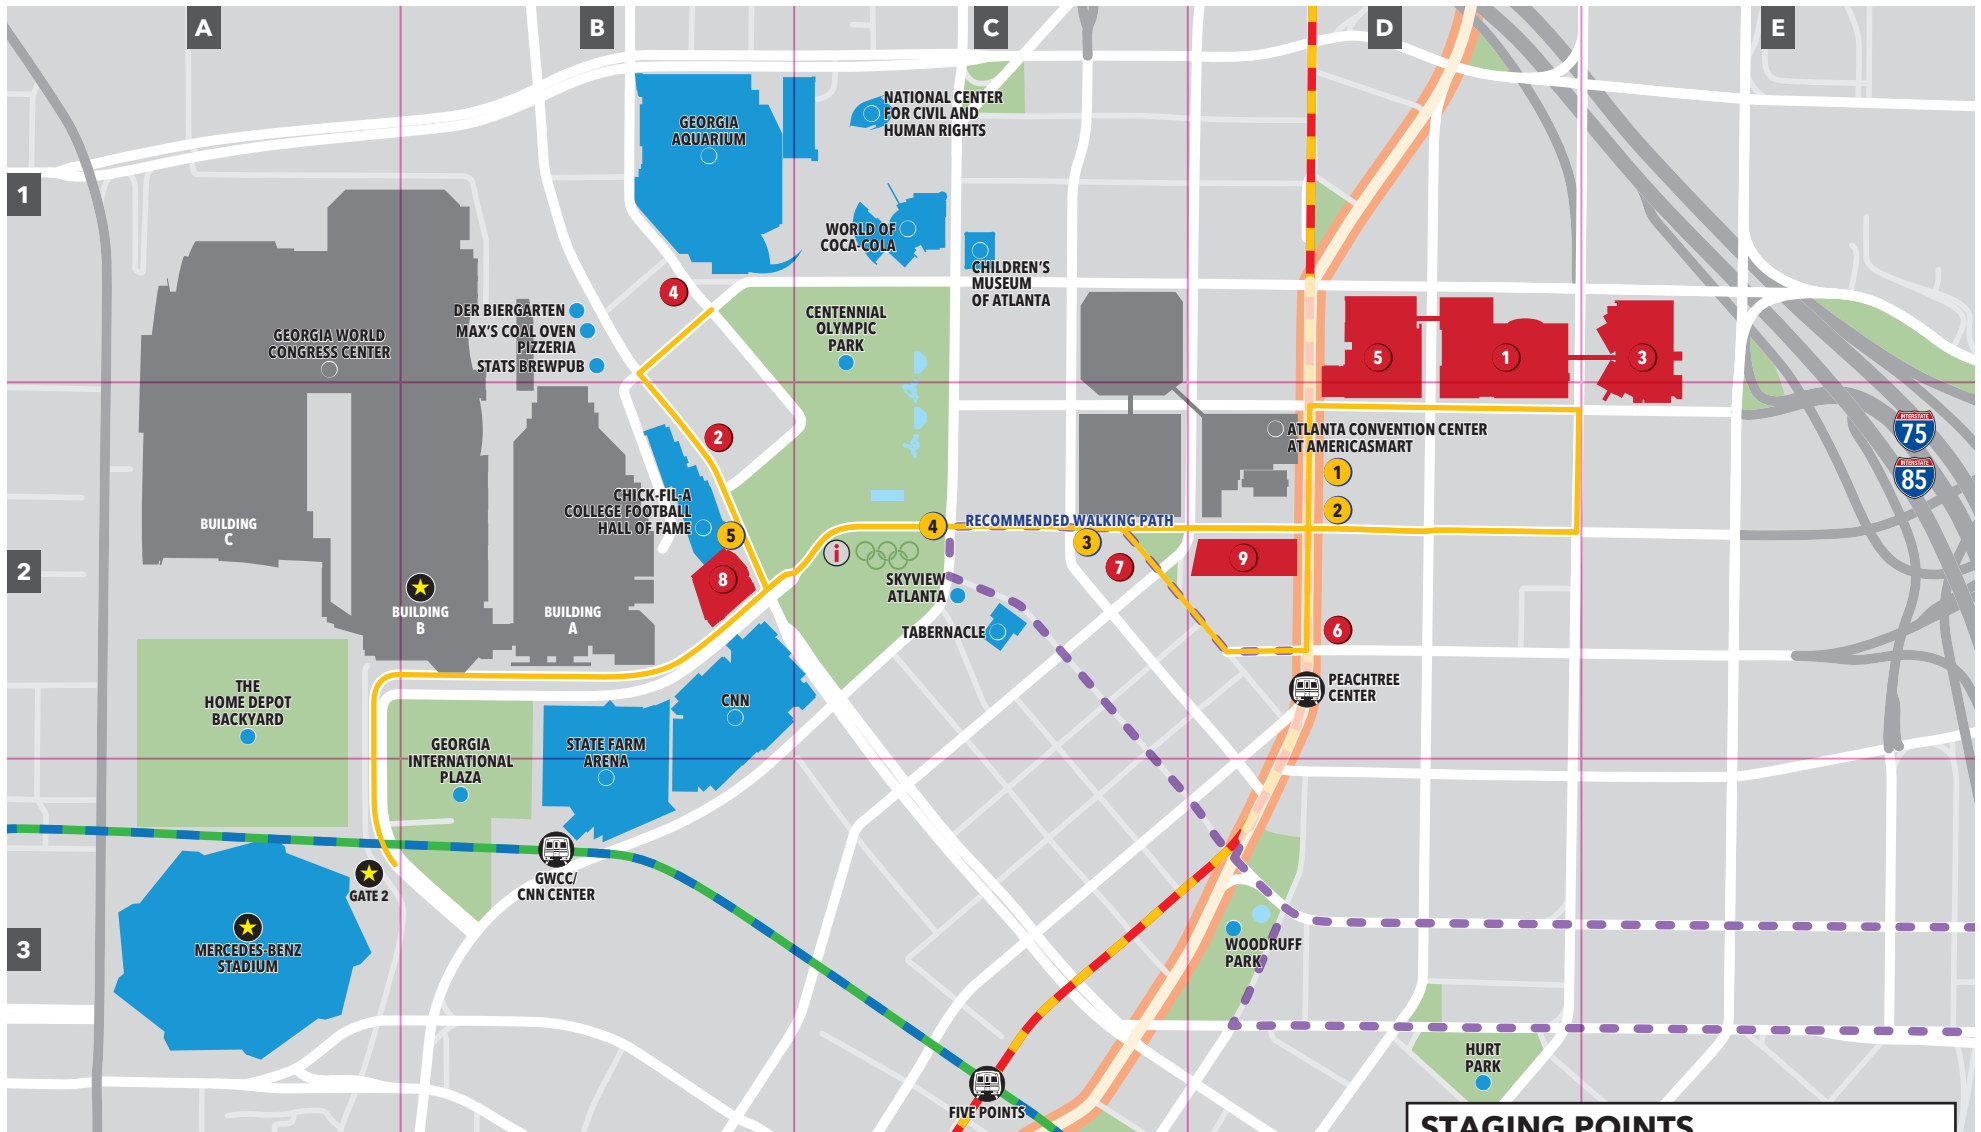 A
B
C
D
E
1
2
3
GEORGIA
AQUARIUM
NATIONAL CENTER
FOR CIVIL AND
HUMAN RIGHTS
WORLD OF
COCA-COLA
CHILDREN'S
MUSEUM
OF ATLANTA
4
DER BIERGARTEN
MAX'S COAL OVEN
PIZZERIA
STATS BREWPUB
GEORGIA WORLD
CONGRESS CENTER
CENTENNIAL
OLYMPIC
PARK
5
1
3
2
ATLANTA CONVENTION CENTER
AT AMERICASMART
INTERSTATE
75
INTERSTATE
85
1
2
CHICK-FIL-A
COLLEGE FOOTBALL
HALL OF FAME
5
4
RECOMMENDED WALKING PATH
3
BUILDING
C
i
7
9
8
SKYVIEW
ATLANTA
BUILDING
B
BUILDING
A
TABERNACLE
6
PEACHTREE
CENTER
THE
HOME DEPOT
BACKYARD
CNN
GEORGIA
INTERNATIONAL
PLAZA
STATE FARM
ARENA
GATE 2
GWCC/
CNN CENTER
MERCEDES-BENZ
STADIUM
WOODRUFF
PARK
HURT
PARK
FIVE POINTS
STAGING POINTS